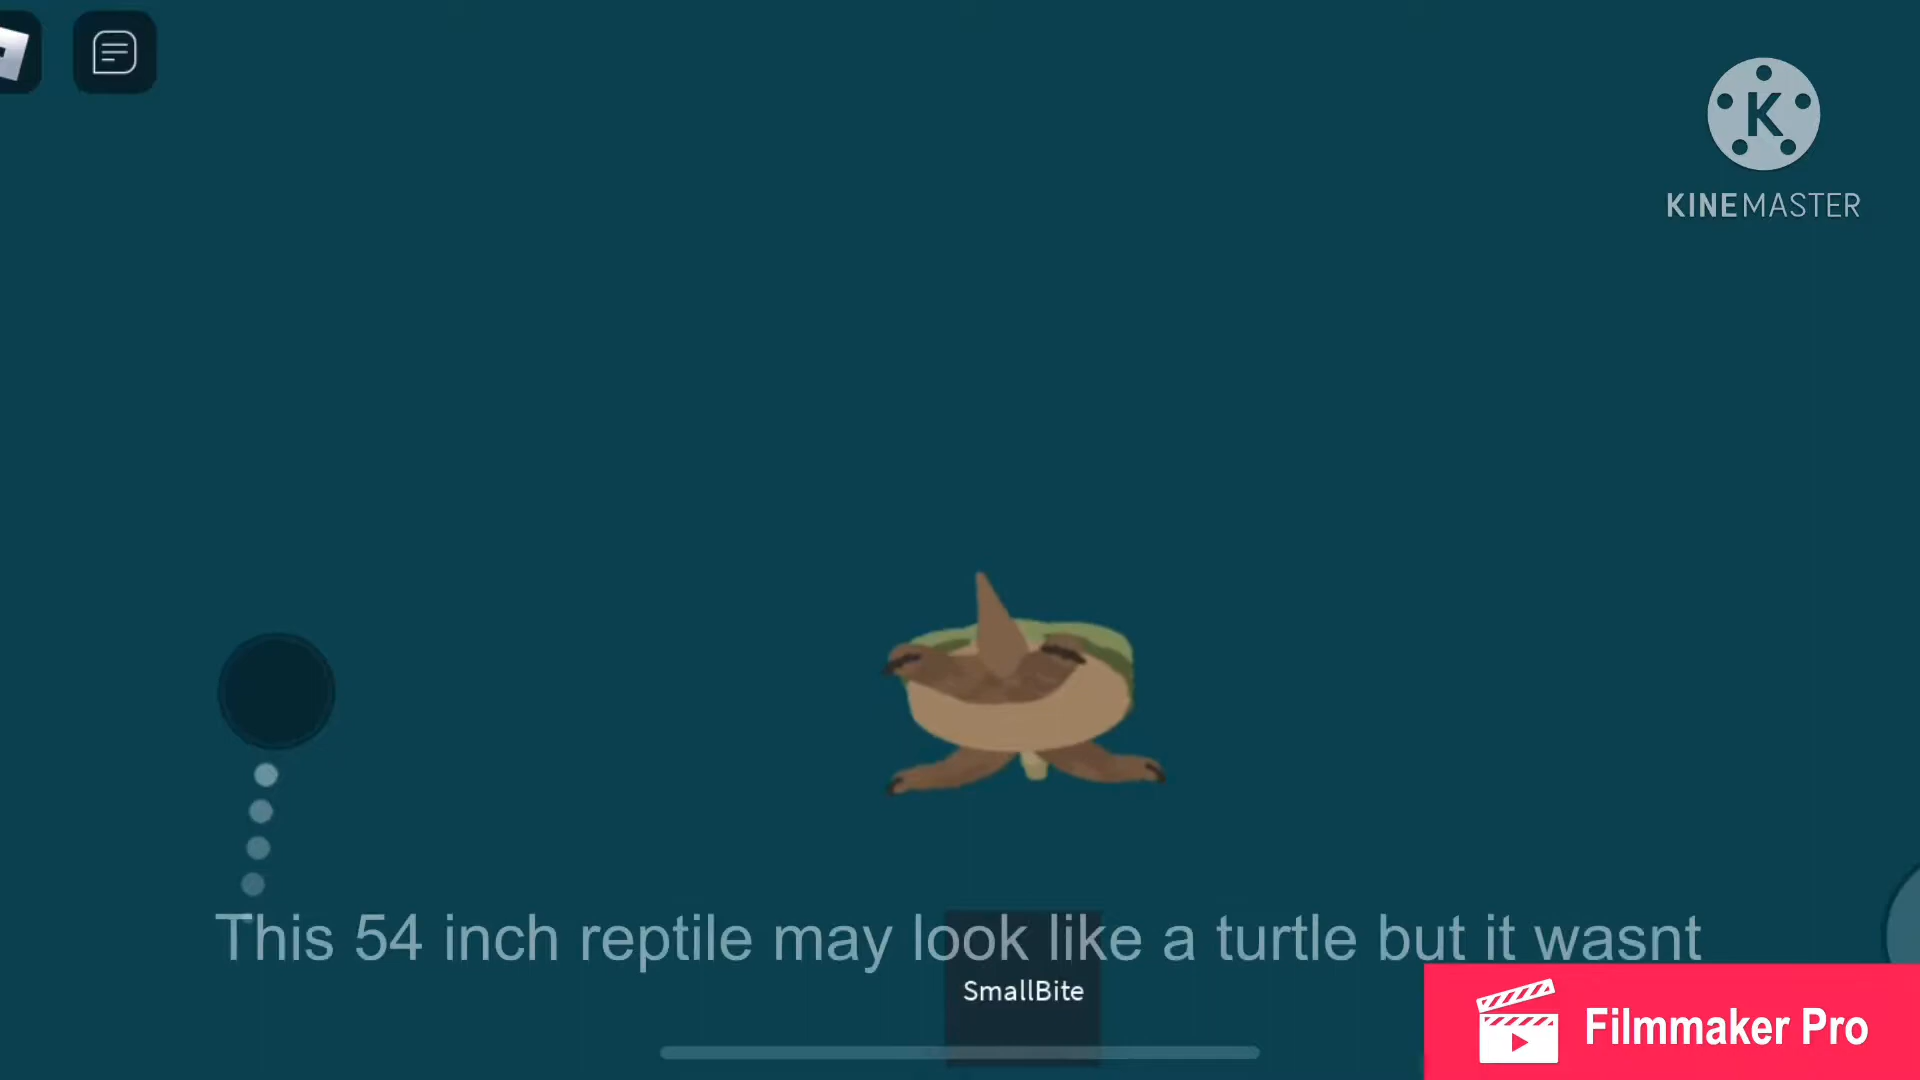 K
KINEMASTER
This 54 inch reptile may look like a turtle but it wasnt
SmallBite
Filmmaker Pro